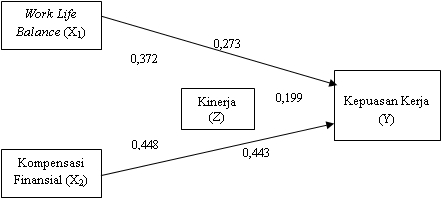 Work Life
Balance (X1)
0,273
0,372
Kinerja
(Z)
0,199
Kepuasan Kerja
(Y)
0,448
0,443
Kompensasi
Finansial (X2)